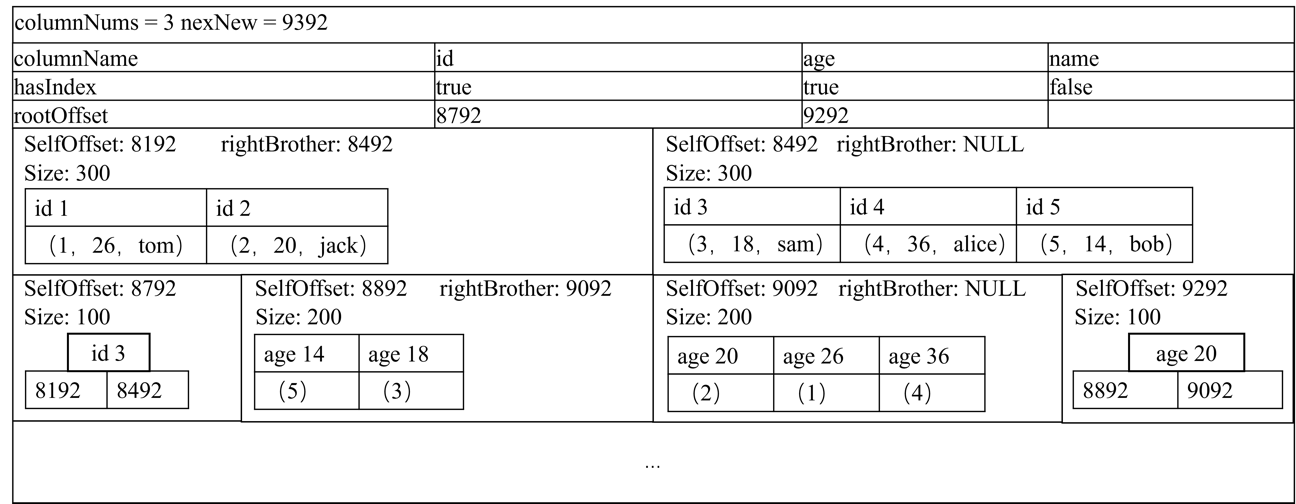 columnNums = 3 nexNew = 9392
columnName id age name
hasIndex true true false
rootOffset 8792 9292
SelfOffset: 8192 rightBrother: 8492
Size: 300
id 1 id 2
（1, 26, tom） （2, 20, jack）
SelfOffset: 8492 rightBrother: NULL
Size: 300
id 3 id 4 id 5
（3, 18, sam） （4, 36, alice） （5, 14, bob）
SelfOffset: 8792
Size: 100
id 3
8192 8492
SelfOffset: 8892 rightBrother: 9092
Size: 200
age 14 age 18
（5） （3）
SelfOffset: 9092 rightBrother: NULL
Size: 200
age 20 age 26 age 36
（2） （1） （4）
SelfOffset: 9292
Size: 100
age 20
8892 9092
...